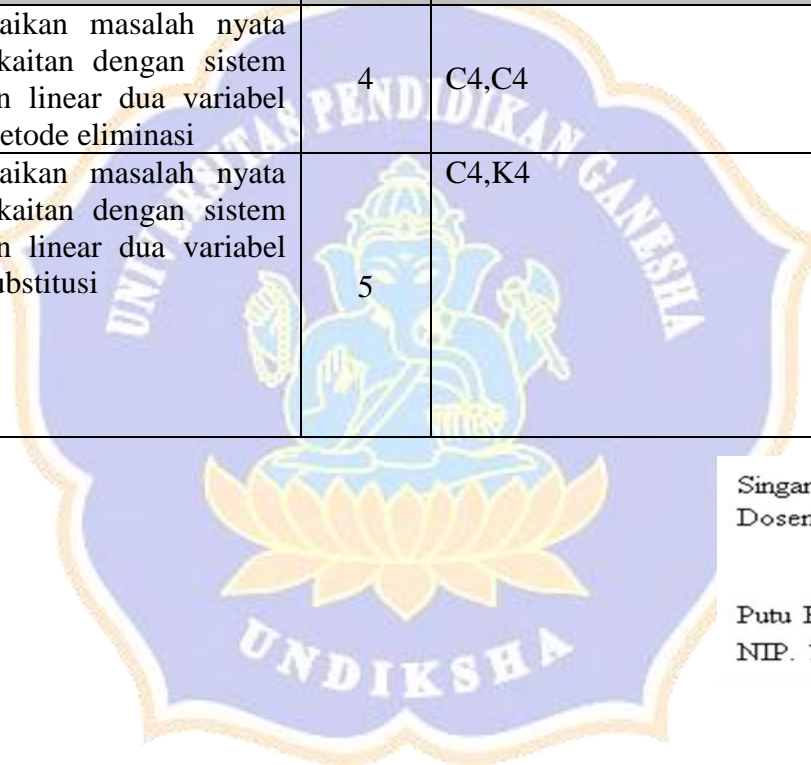 aikan masalah nyata
kaitan dengan sistem
n linear dua variabel
etode eliminasi
4
C4,C4
aikan masalah nyata
kaitan dengan sistem
n linear dua variabel
ubstitusi
5
C4,K4
UNIVERSITAS PENDIDIKAN GANESHA
UNDIKSHA
Singar
Dosen
Putu
NIP.